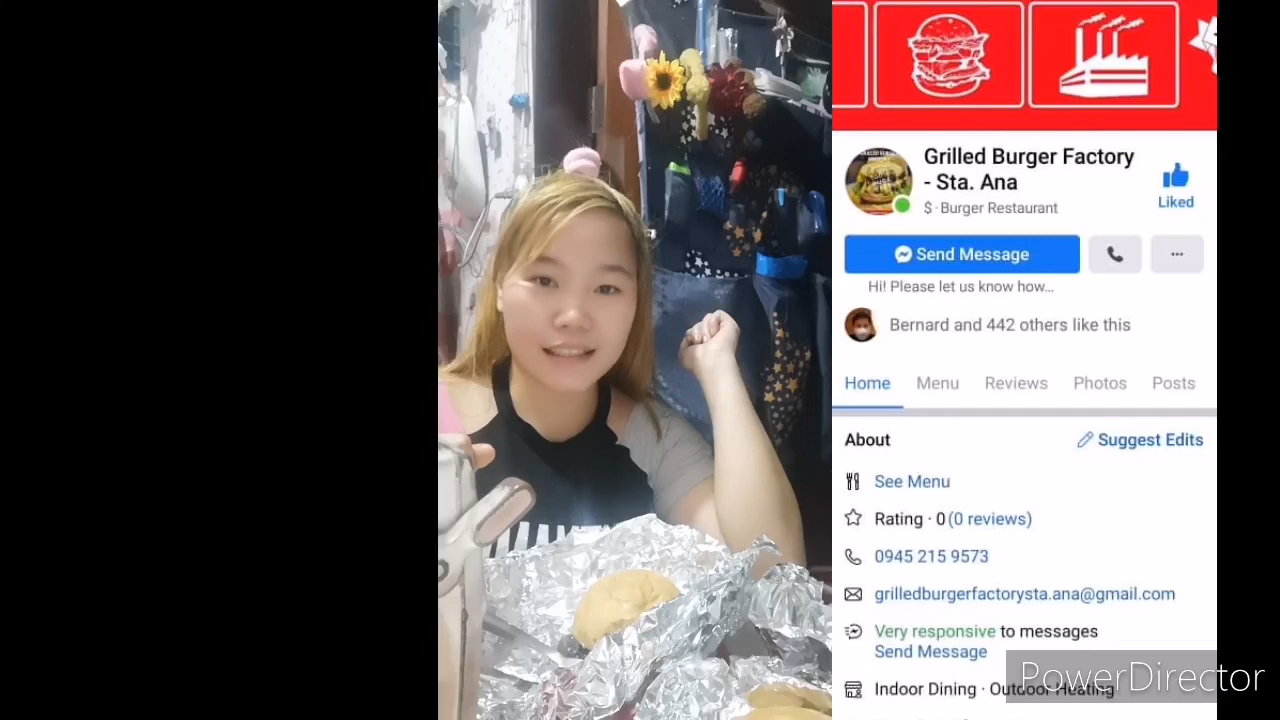 Grilled Burger Factory
- Sta. Ana
$ · Burger Restaurant
Liked
Send Message
Hi! Please let us know how...
Bernard and 442 others like this
Home Menu Reviews Photos Posts
About
Suggest Edits
See Menu
Rating · 0 (0 reviews)
0945 215 9573
grilledburgerfactorysta.ana@gmail.com
Very responsive to messages
Send Message
Indoor Dining · Outdoor Heating
PowerDirector